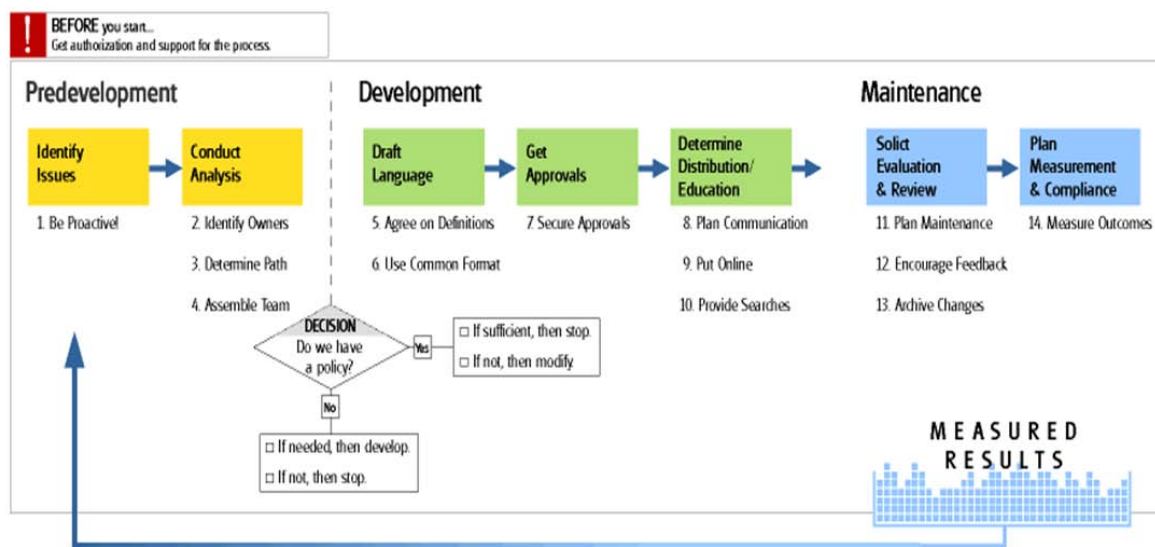 ! BEFORE you start...
Get authorization and support for the process.
Predevelopment
Development
Maintenance
Identify
Issues
Conduct
Analysis
Draft
Language
Get
Approvals
Determine
Distribution/
Education
Solict
Evaluation
& Review
Plan
Measurement
& Compliance
1. Be Proactive!
2. Identify Owners
3. Determine Path
4. Assemble Team
5. Agree on Definitions
6. Use Common Format
7. Secure Approvals
8. Plan Communication
9. Put Online
10. Provide Searches
11. Plan Maintenance
12. Encourage Feedback
13. Archive Changes
14. Measure Outcomes
DECISION
Do we have
a policy?
Yes
□ If sufficient, then stop.
□ If not, then modify.
No
□ If needed, then develop.
□ If not, then stop.
MEASURED
RESULTS